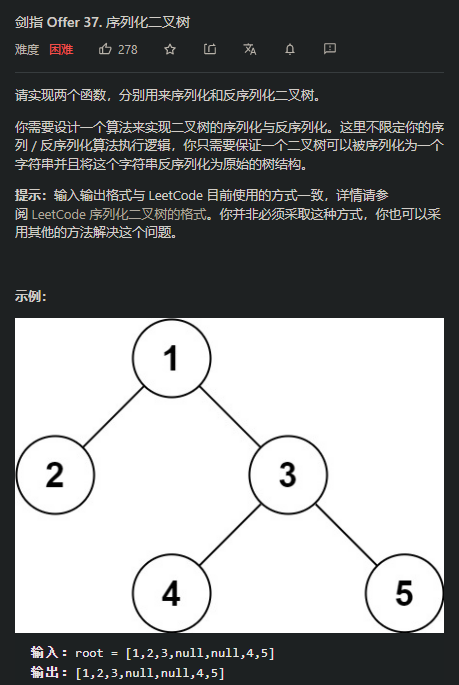 剑指 Offer 37. 序列化二叉树
难度 困难 278
请实现两个函数，分别用来序列化和反序列化二叉树。
你需要设计一个算法来实现二叉树的序列化与反序列化。这里不限定你的序
列 / 反序列化算法执行逻辑，你只需要保证一个二叉树可以被序列化为一个
字符串并且将这个字符串反序列化为原始的树结构。
提示：输入输出格式与 LeetCode 目前使用的方式一致，详情请参
阅 LeetCode 序列化二叉树的格式。你并非必须采取这种方式，你也可以采
用其他的方法解决这个问题。
示例：
1
2 3
4 5
输入：root = [1,2,3,null,null,4,5]
输出：[1,2,3,null,null,4,5]